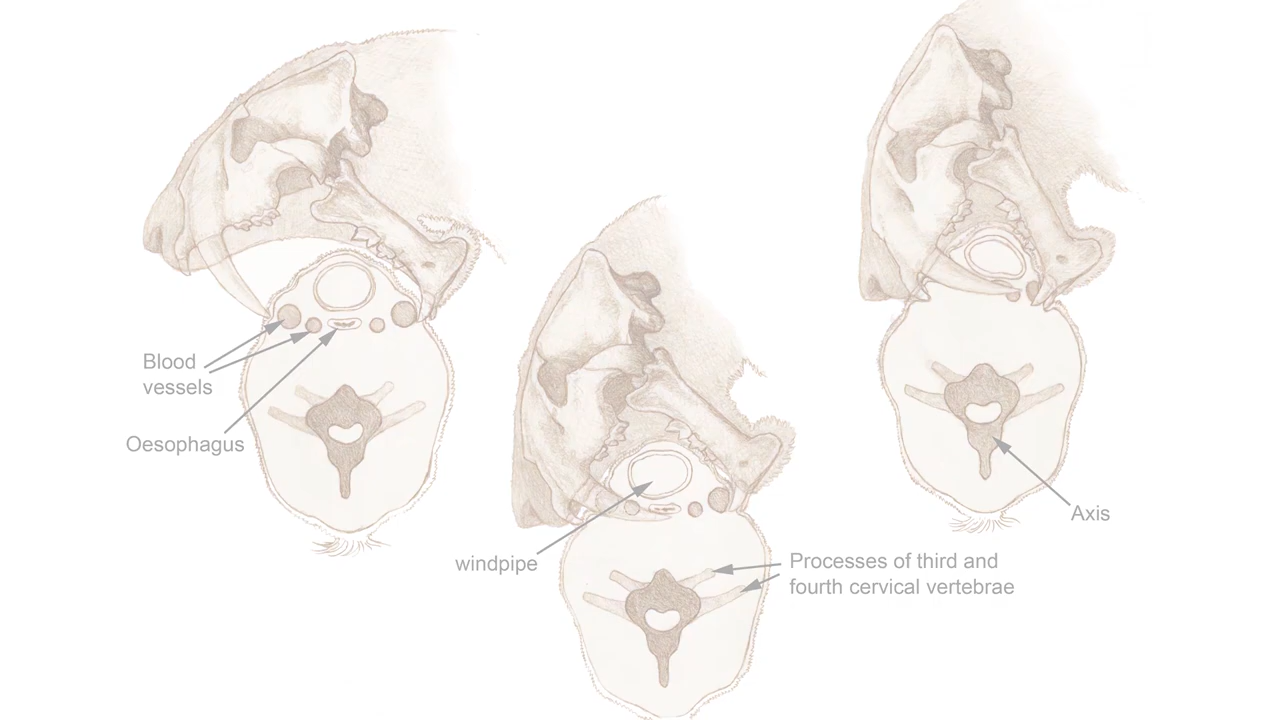 Blood
vessels
Oesophagus
windpipe
Processes of third and
fourth cervical vertebrae
Axis